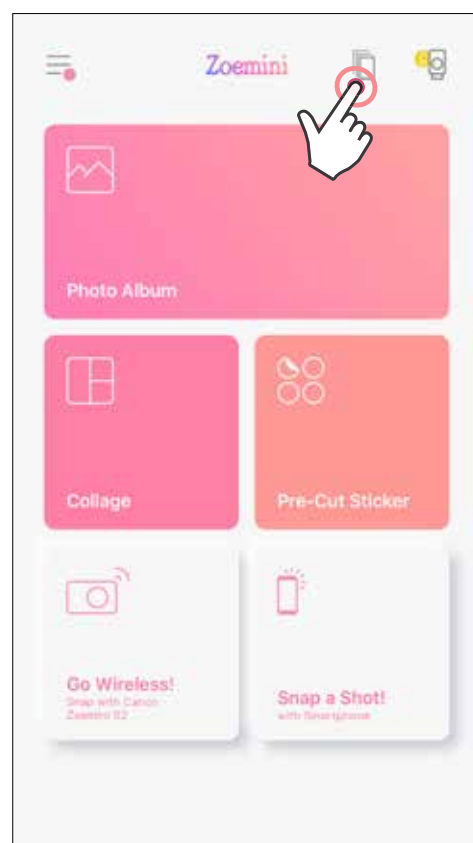 Zoemini
Photo Album
Collage
Pre-Cut Sticker
Go Wireless!
Snap with Canon
Zoemini S2
Snap a Shot!
with Smartphone